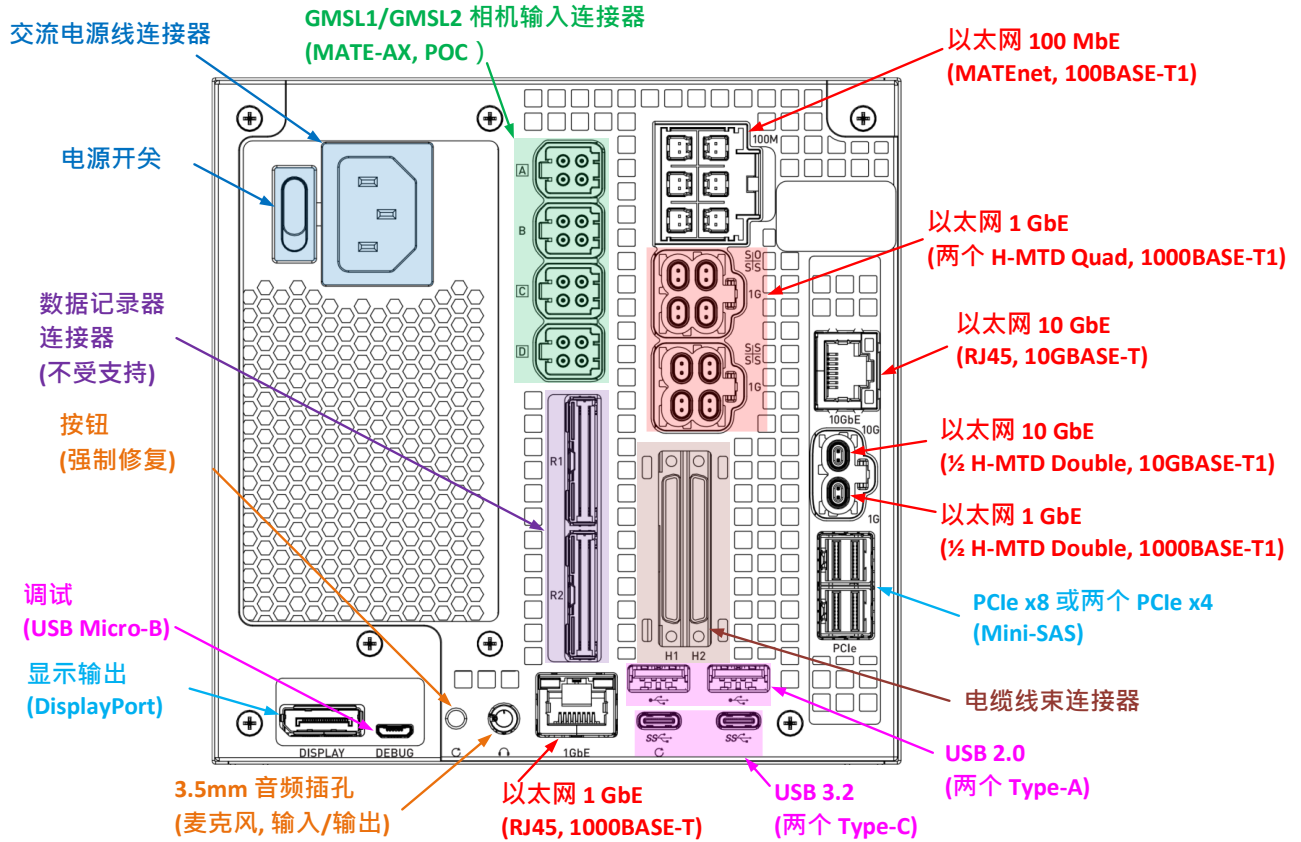 GMSL1/GMSL2 相机输入连接器
(MATE-AX, POC )
交流电源线连接器
电源开关
数据记录器
连接器
(不受支持)
按钮
(强制修复)
调试
(USB Micro-B)
显示输出
(DisplayPort)
3.5mm 音频插孔
(麦克风, 输入/输出)
以太网 1 GbE
(RJ45, 1000BASE-T)
USB 3.2
(两个 Type-C)
USB 2.0
(两个 Type-A)
电缆线束连接器
PCIe x8 或两个 PCIe x4
(Mini-SAS)
以太网 1 GbE
(½ H-MTD Double, 1000BASE-T1)
以太网 10 GbE
(½ H-MTD Double, 10GBASE-T1)
以太网 10 GbE
(RJ45, 10GBASE-T)
以太网 1 GbE
(两个 H-MTD Quad, 1000BASE-T1)
以太网 100 MbE
(MATEnet, 100BASE-T1)
A
B
C
D
R1
R2
100M
S|O
S|S
1G
S|S
S|S
1G
10GbE
10G
1G
PCIe
H1 H2
SS
SS
DISPLAY
DEBUG
1GbE